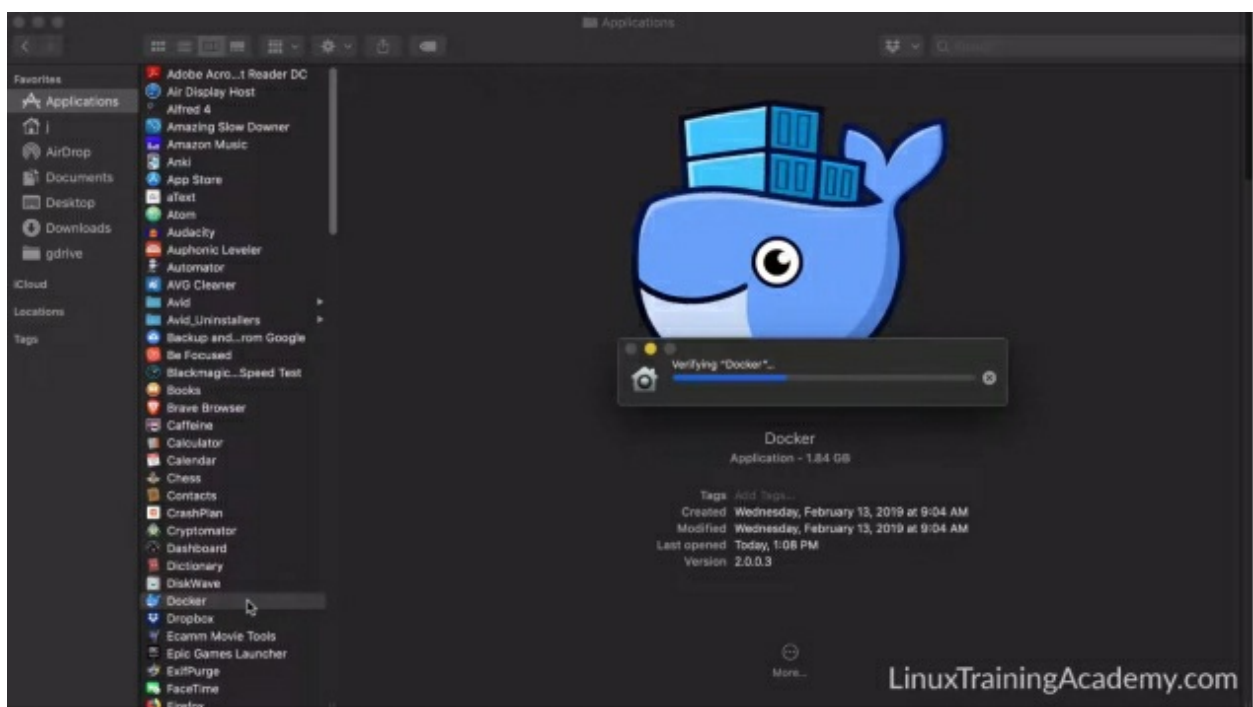 Applications
Favorites
Applications
j
AirDrop
Documents
Desktop
Downloads
gdrive
iCloud
Locations
Tags
Adobe Acro...t Reader DC
Air Display Host
Alfred 4
Amazing Slow Downer
Amazon Music
Anki
App Store
aText
Atom
Audacity
Auphonic Leveler
Automator
AVG Cleaner
Avid
Avid_Uninstallers
Backup and...rom Google
Be Focused
Blackmagic...Speed Test
Books
Brave Browser
Caffeine
Calculator
Calendar
Chess
Contacts
CrashPlan
Cryptomator
Dashboard
Dictionary
DiskWave
Docker
Dropbox
Ecamm Movie Tools
Epic Games Launcher
ExifPurge
FaceTime
Firefox
Verifying "Docker"...
Docker
Application - 1.84 GB
Tags Add Tags...
Created Wednesday, February 13, 2019 at 9:04 AM
Modified Wednesday, February 13, 2019 at 9:04 AM
Last opened Today, 1:08 PM
Version 2.0.0.3
More...
LinuxTrainingAcademy.com